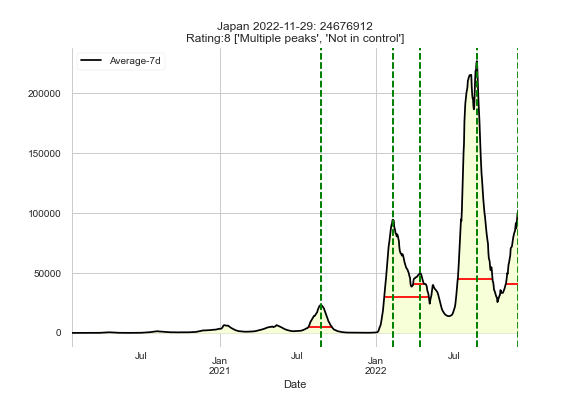 Japan 2022-11-29: 24676912
Rating:8 ['Multiple peaks', 'Not in control']
Average-7d
200000
150000
100000
50000
0
Jul
Jan
2021
Jul
Jan
2022
Jul
Date